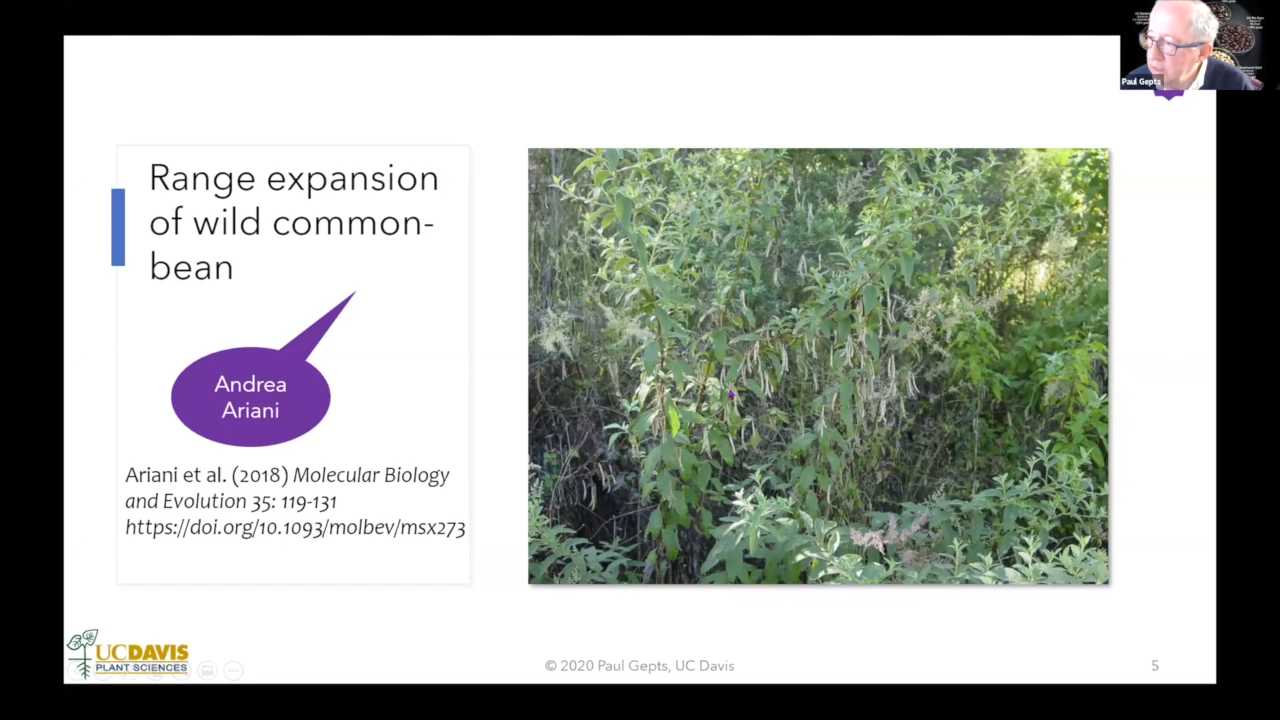 Paul Gepts
Range expansion
of wild common-
bean
Andrea
Ariani
Ariani et al. (2018) Molecular Biology
and Evolution 35: 119-131
https://doi.org/10.1093/molbev/msx273
UCDAVIS
PLANT SCIENCES
© 2020 Paul Gepts, UC Davis
5